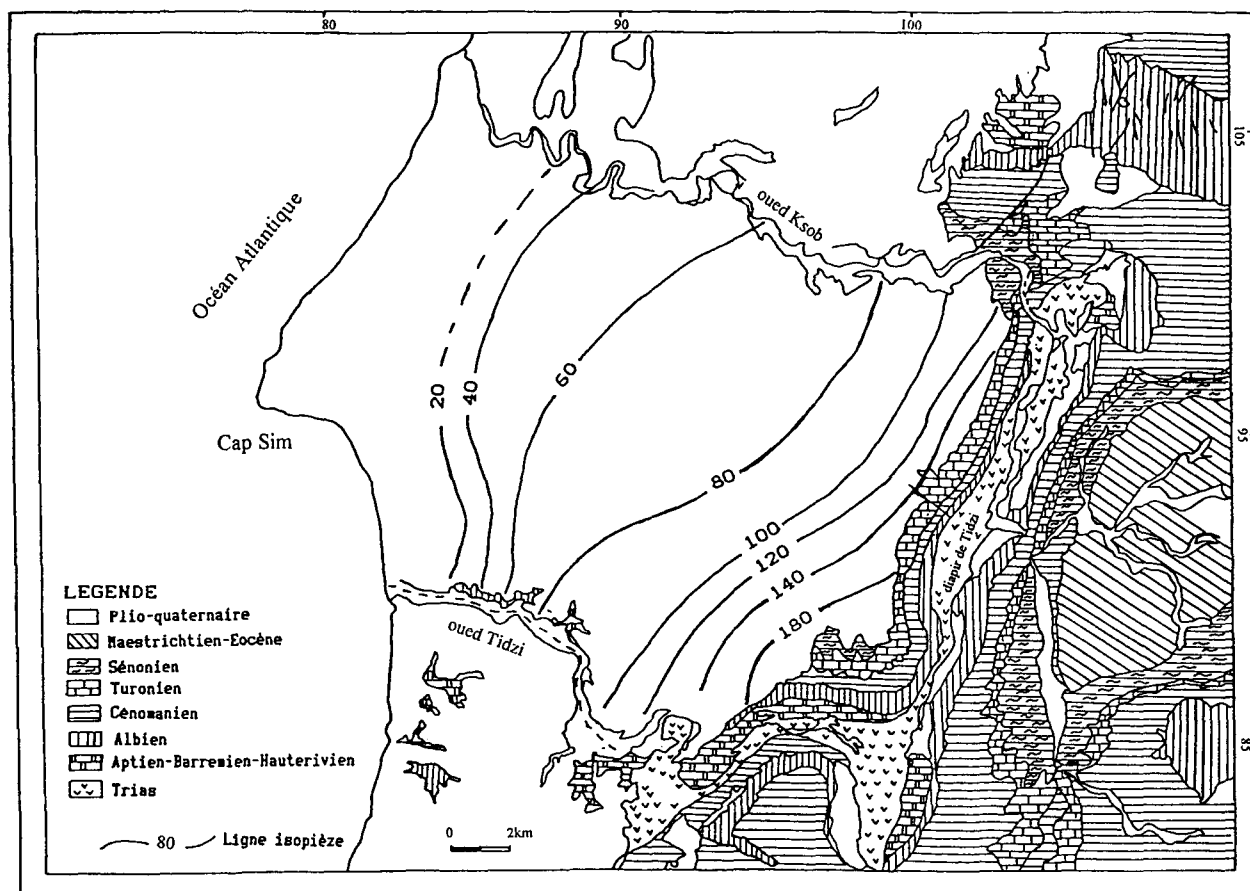 80 90 100
105
oued Ksob
Océan Atlantique
60
20
40
Cap Sim
95
80
100
diapir de Tidzi
120
140
180
LEGENDE
Plio-quaternaire
Maestrichtien-Eocène
Sénonien
Turonien
Cénomanien
Albien
Aptien-Barremien-Hauterivien
Trias
80 Ligne isopièze
oued Tidzi
85
0 2km